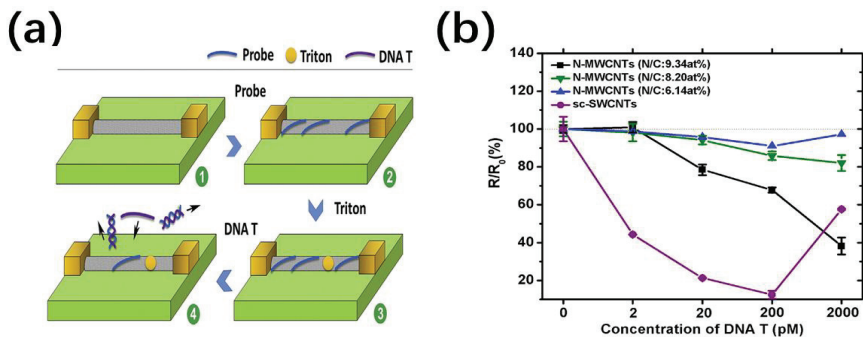 (a)
Probe Triton DNA T
Probe
1
2
Triton
DNA T
4
3
(b)
140
120
100
80
60
40
20
R/R0(%)
N-MWCNTs (N/C:9.34at%)
N-MWCNTs (N/C:8.20at%)
N-MWCNTs (N/C:6.14at%)
sc-SWCNTs
0 2 20 200 2000
Concentration of DNA T (pM)